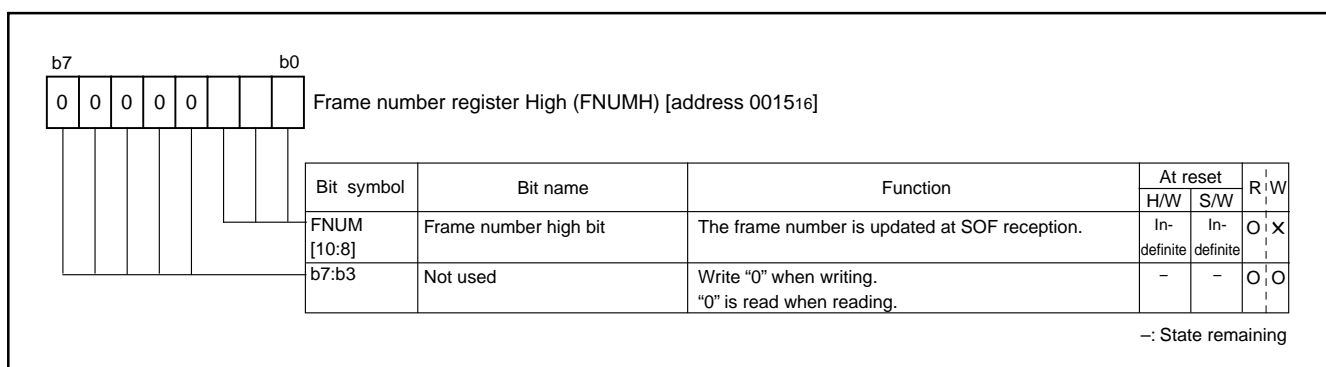 b7 b0
0 0 0 0 0
Frame number register High (FNUMH) [address 001516]
Bit symbol Bit name Function At reset R W
H/W S/W
FNUM [10:8] Frame number high bit The frame number is updated at SOF reception. In-definite In-definite O ×
b7:b3 Not used Write “0” when writing. – – O O
“0” is read when reading.
–: State remaining